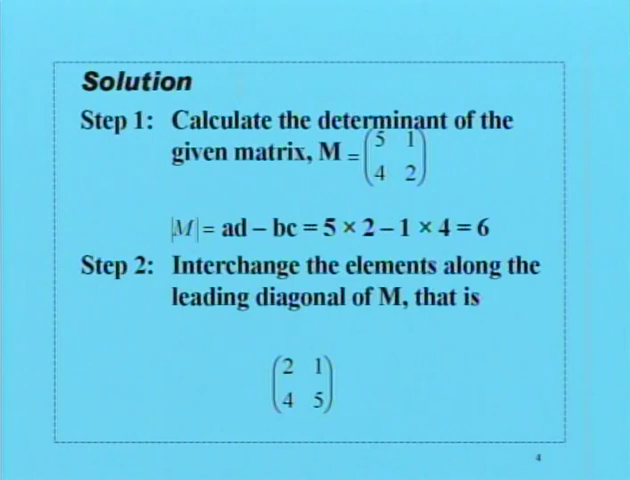 Solution
Step 1: Calculate the determinant of the
given matrix, M = (5 1
4 2)
|M| = ad – bc = 5 × 2 – 1 × 4 = 6
Step 2: Interchange the elements along the
leading diagonal of M, that is
(2 1
4 5)
4